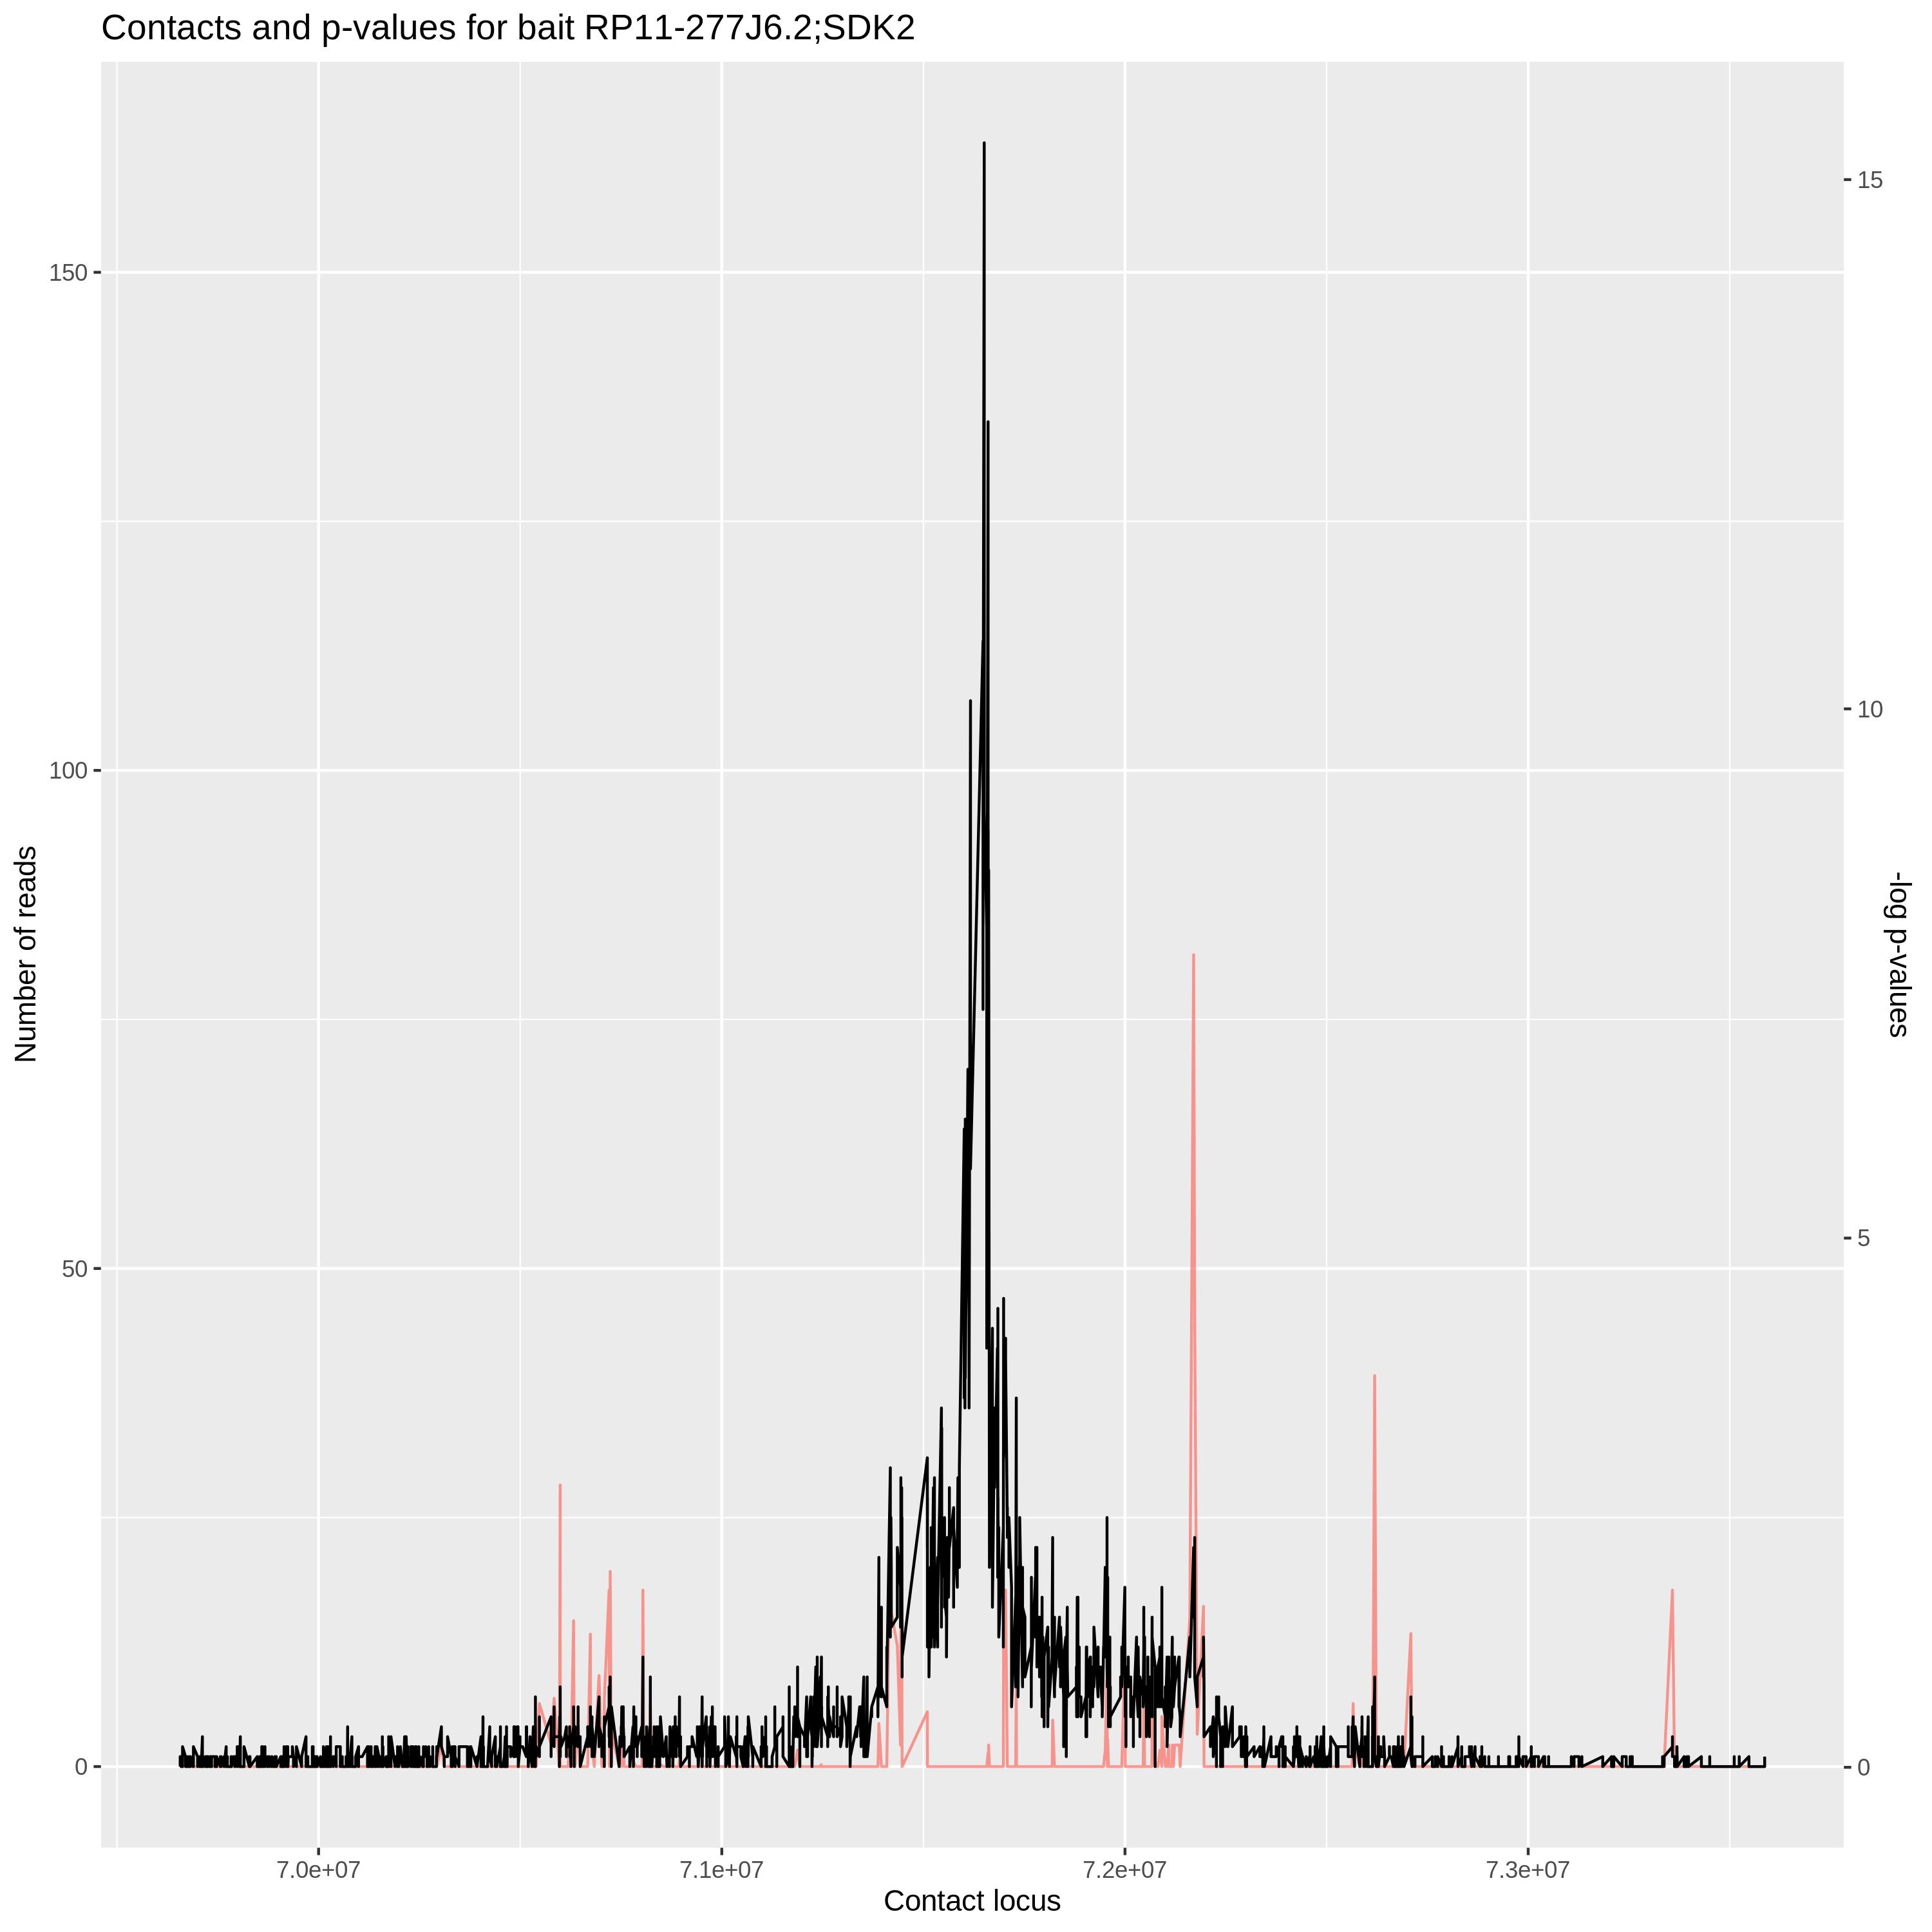 Contacts and p-values for bait RP11-277J6.2;SDK2
150
100
50
0
Number of reads
15
10
5
0
-log p-values
7.0e+07
7.1e+07
7.2e+07
7.3e+07
Contact locus